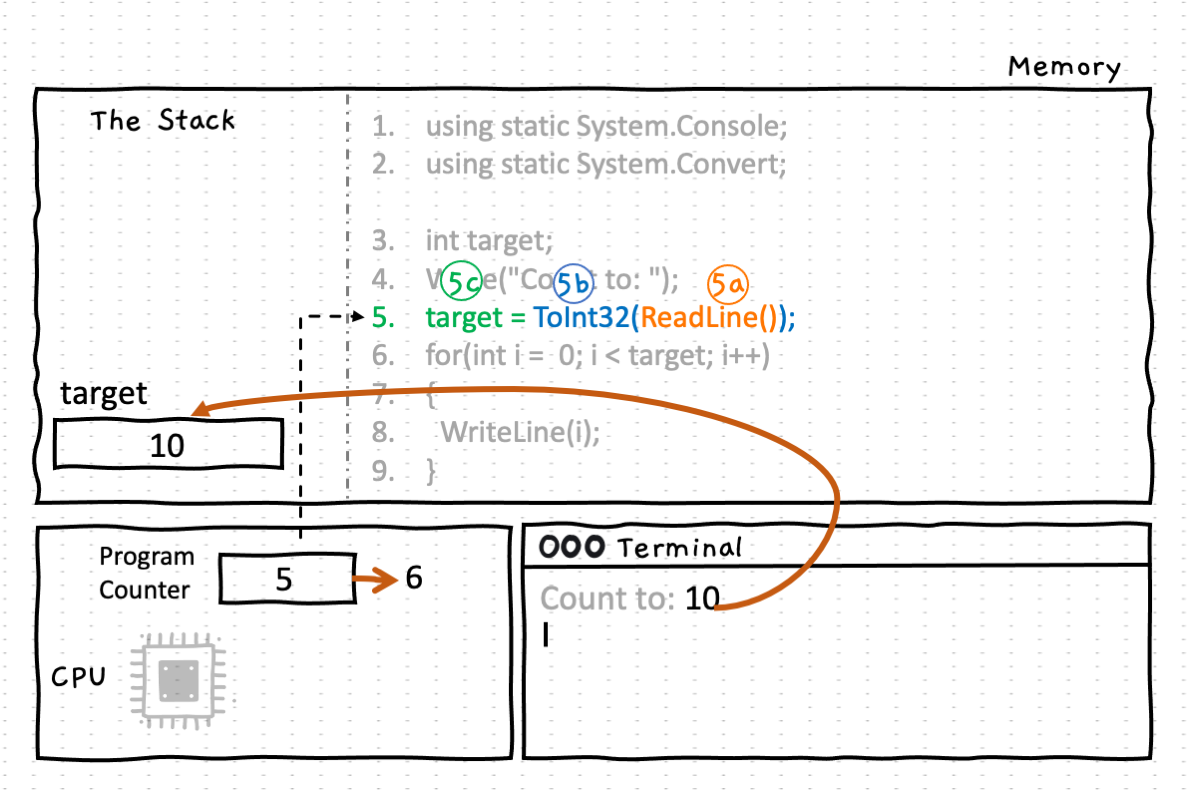 Memory
The Stack
1. using static System.Console;
2. using static System.Convert;
3. int target;
4. "Co to: ");
5c 5b 5a
5. target = ToInt32(ReadLine());
6. for(int i = 0; i < target; i++)
7. {
8. WriteLine(i);
9. }
target
10
Program
Counter
5 6
CPU
Terminal
Count to: 10